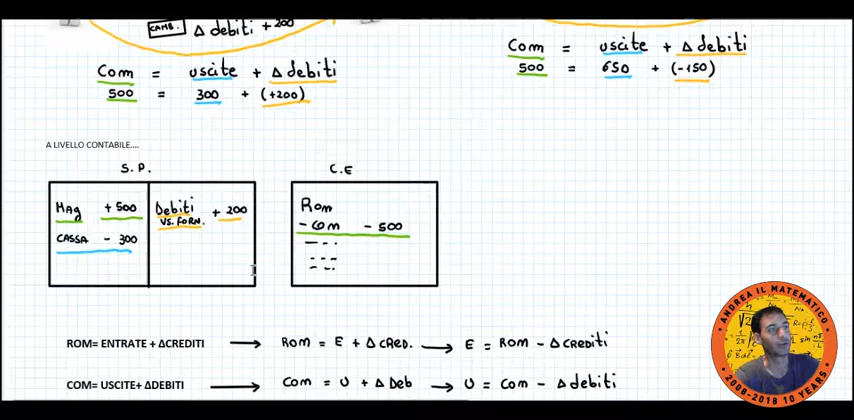 CAMB. Δ debiti + 200
Com = uscite + Δ debiti
500 = 300 + (+200)
Com = uscite + Δ debiti
500 = 650 + (-150)
A LIVELLO CONTABILE....
S.P. C.E
MAg + 500 Debiti + 200
VS. FORN.
CASSA - 300
Rom
- Com - 500
ROM= ENTRATE + ΔCREDITI Rom = E + Δ CRED. E = Rom - Δ CREDITI
COM= USCITE+ ΔDEBITI Com = U + Δ Deb U = Com - Δ debiti
ANDREA IL MATEMATICO
2008-2018 10 YEARS